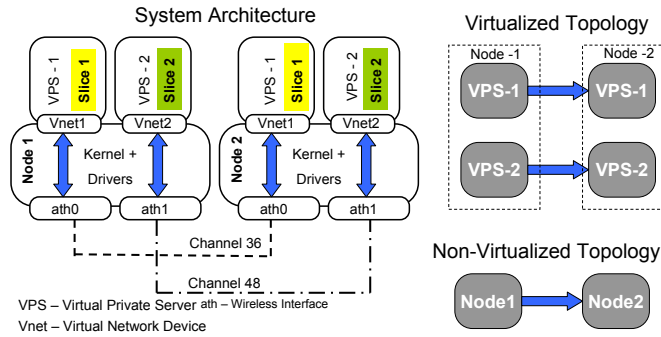 System Architecture
VPS - 1
Slice 1
VPS - 2
Slice 2
VPS - 1
Slice 1
VPS - 2
Slice 2
Vnet1
Vnet2
Vnet1
Vnet2
Node 1
Kernel +
Drivers
Node 2
Kernel +
Drivers
ath0
ath1
ath0
ath1
Channel 36
Channel 48
VPS – Virtual Private Server ath – Wireless Interface
Vnet – Virtual Network Device
Virtualized Topology
Node -1
Node -2
VPS-1
VPS-1
VPS-2
VPS-2
Non-Virtualized Topology
Node1
Node2